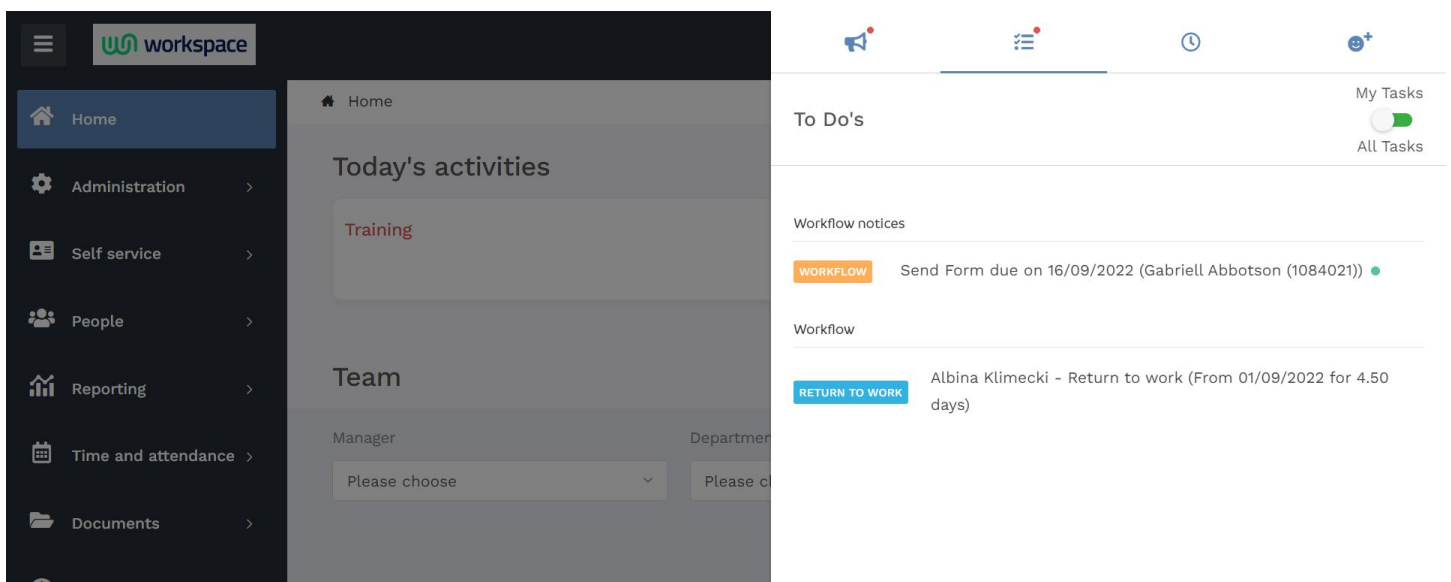 workspace
Home
Administration
Self service
People
Reporting
Time and attendance
Documents
Home
Today's activities
Training
Team
Manager
Please choose
Departmen
Please c
My Tasks
To Do's
All Tasks
Workflow notices
WORKFLOW Send Form due on 16/09/2022 (Gabriell Abbotson (1084021))
Workflow
RETURN TO WORK Albina Klimecki - Return to work (From 01/09/2022 for 4.50
days)